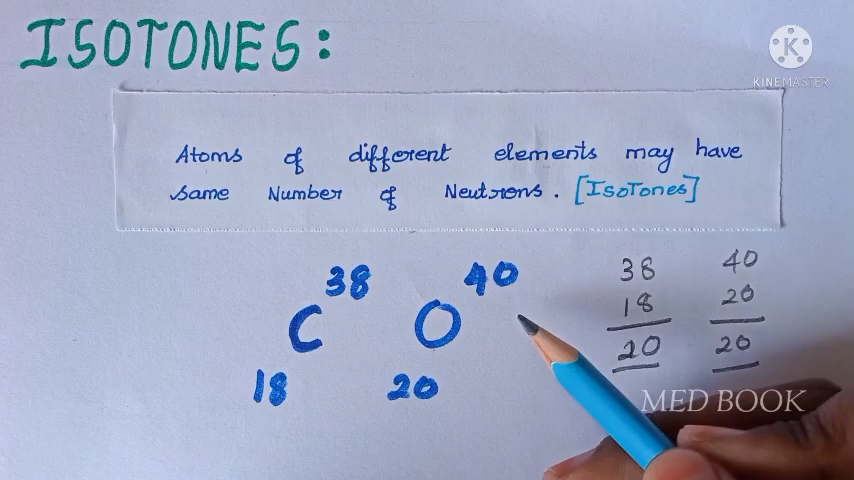 ISOTONES:
K
KINEMASTER
Atoms of different elements may have
same Number of Neutrons. [IsoTones]
38 40
C O
18 20
38 40
18 20
20 20
MED BOOK